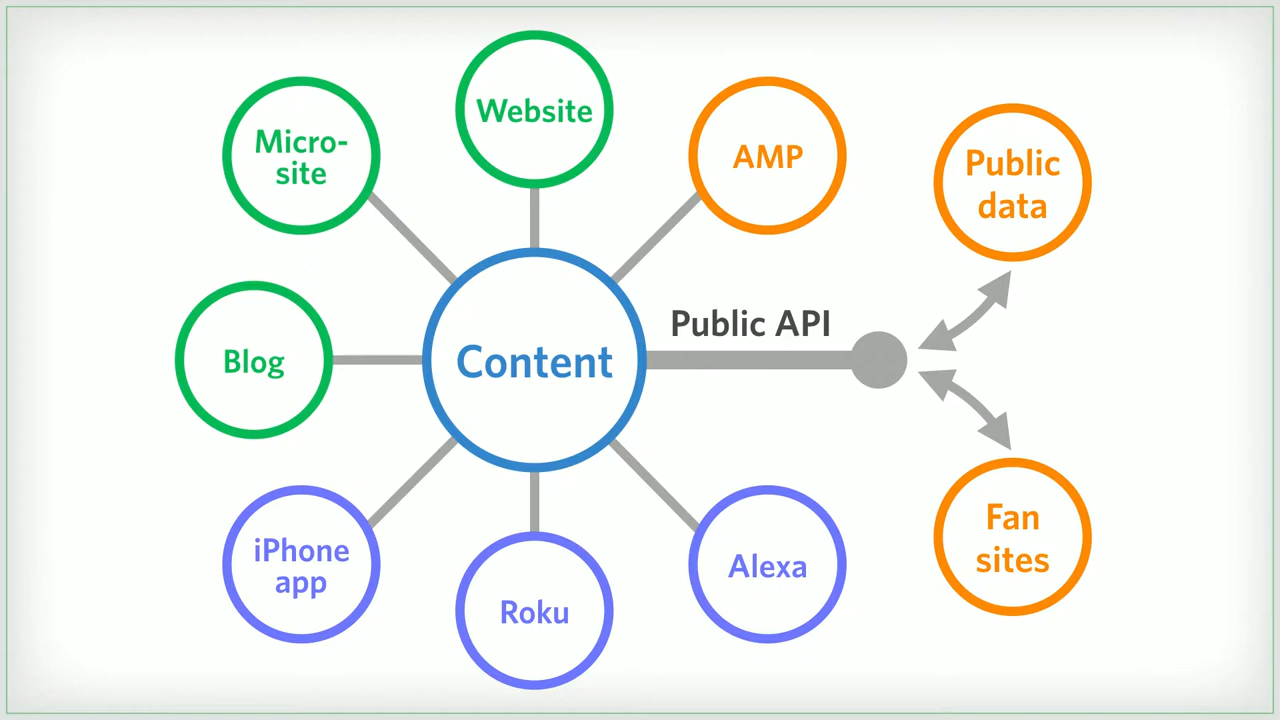 Website
Micro-
site
AMP
Public
data
Public API
Blog
Content
Fan
sites
iPhone
app
Alexa
Roku